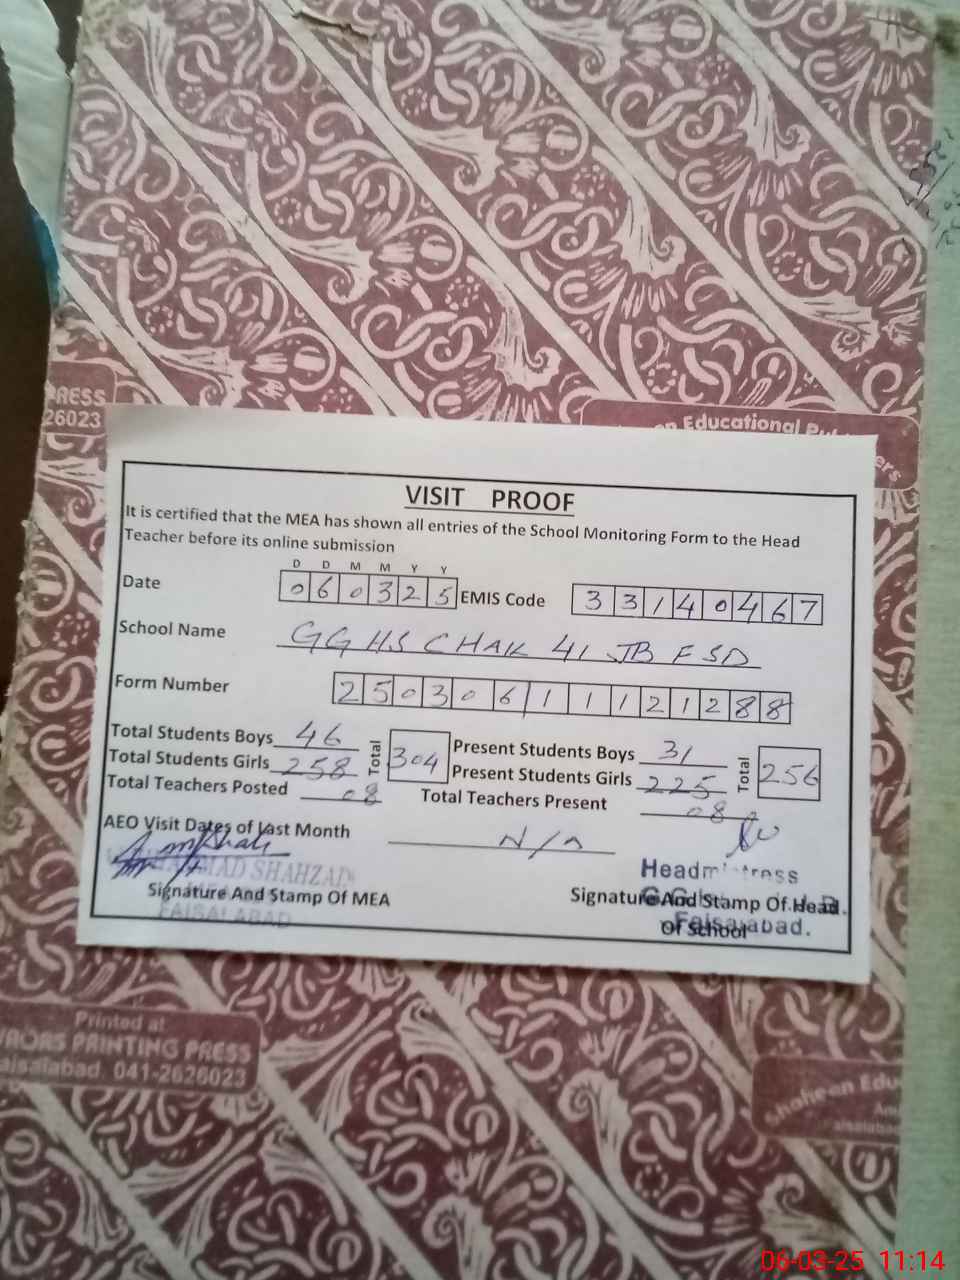 RESS
26023
Educational
ers
VISIT PROOF
It is certified that the MEA has shown all entries of the School Monitoring Form to the Head
Teacher before its online submission
D D M M Y Y
Date 0 6 0 3 2 5 EMIS Code 3 3 1 4 0 4 6 7
School Name GGHS CHAK 41 JB FSD
Form Number 2 5 0 3 0 6 1 1 1 2 1 2 8 8
Total Students Boys 46 Total 304 Present Students Boys 31 Total 256
Total Students Girls 258 Present Students Girls 225
Total Teachers Posted 08 Total Teachers Present 08
AEO Visit Dates of Last Month N/A
SHAHZAD
FAISALABAD
Signature And Stamp Of MEA
Headmistress
Faisalabad.
Signature And Stamp Of Head
Of School
Printed at
PRINTING PRESS
aisalabad. 041-2626023
Shaheen Edu
06-03-25 11:14